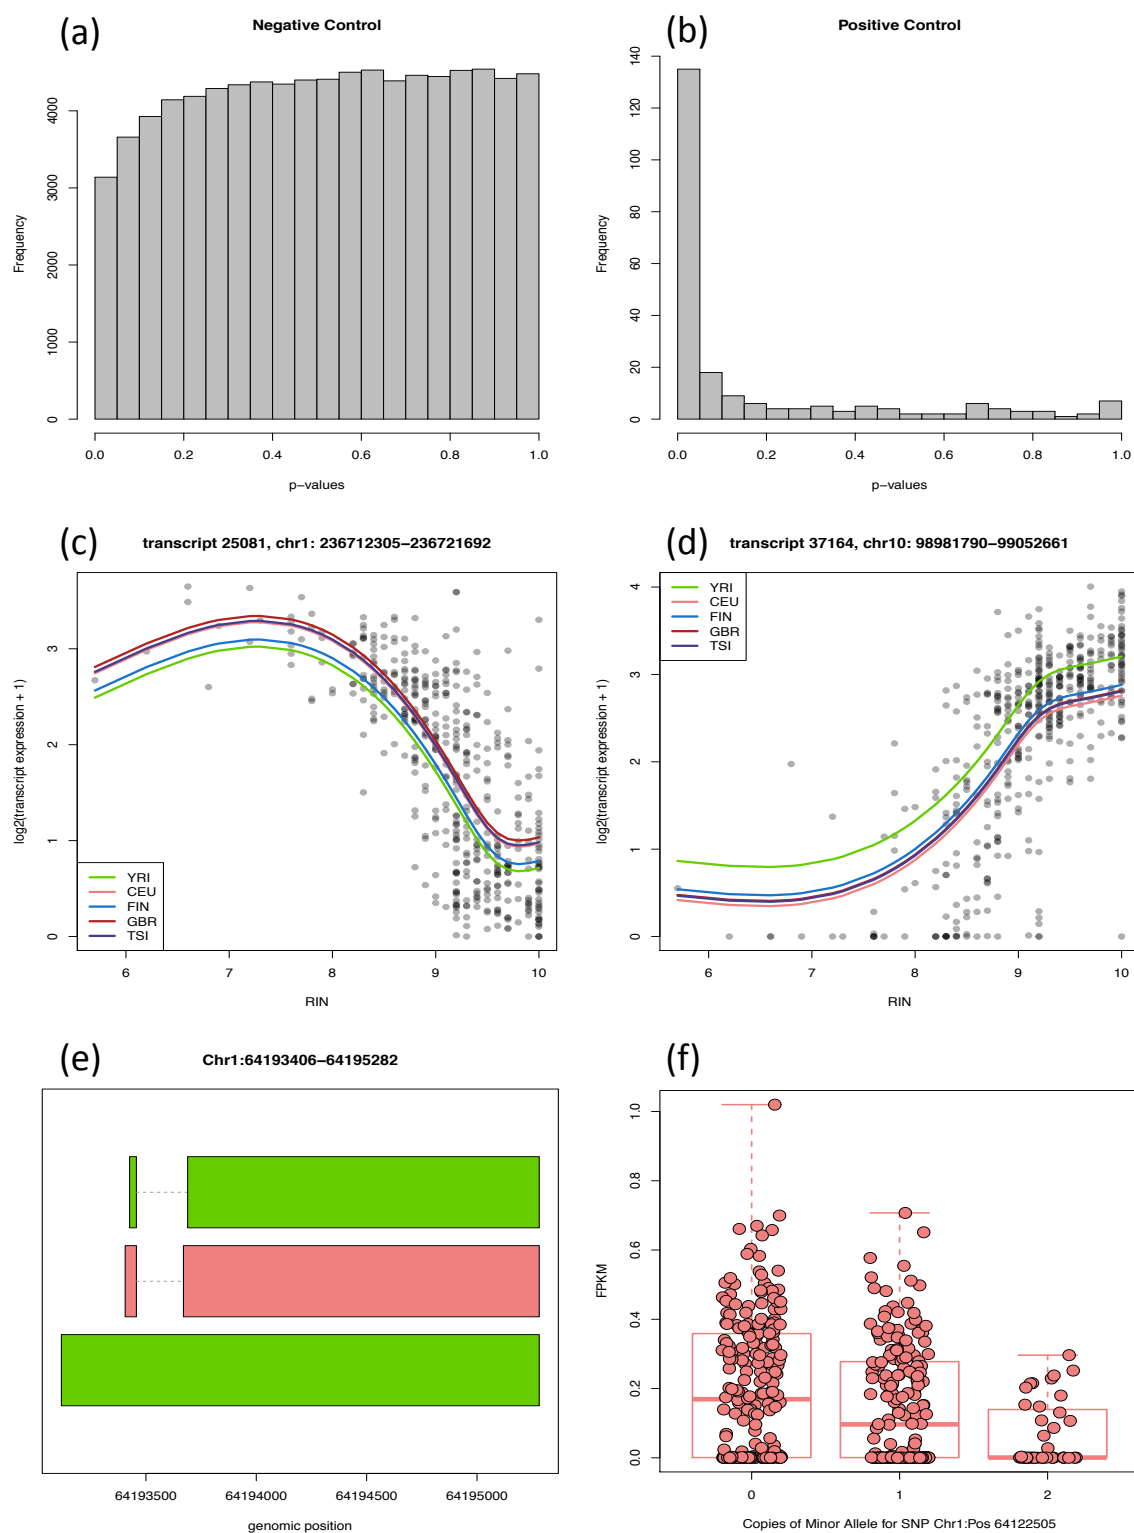 (a)
Negative Control
Frequency
0 1000 2000 3000 4000
0.0 0.2 0.4 0.6 0.8 1.0
p−values
(b)
Positive Control
Frequency
0 20 40 60 80 100 120 140
0.0 0.2 0.4 0.6 0.8 1.0
p−values
(c)
transcript 25081, chr1: 236712305−236721692
log2(transcript expression + 1)
0 1 2 3
YRI
CEU
FIN
GBR
TSI
6 7 8 9 10
RIN
(d)
transcript 37164, chr10: 98981790−99052661
log2(transcript expression + 1)
0 1 2 3 4
YRI
CEU
FIN
GBR
TSI
6 7 8 9 10
RIN
(e)
Chr1:64193406−64195282
64193500 64194000 64194500 64195000
genomic position
(f)
FPKM
0.0 0.2 0.4 0.6 0.8 1.0
0 1 2
Copies of Minor Allele for SNP Chr1:Pos 64122505